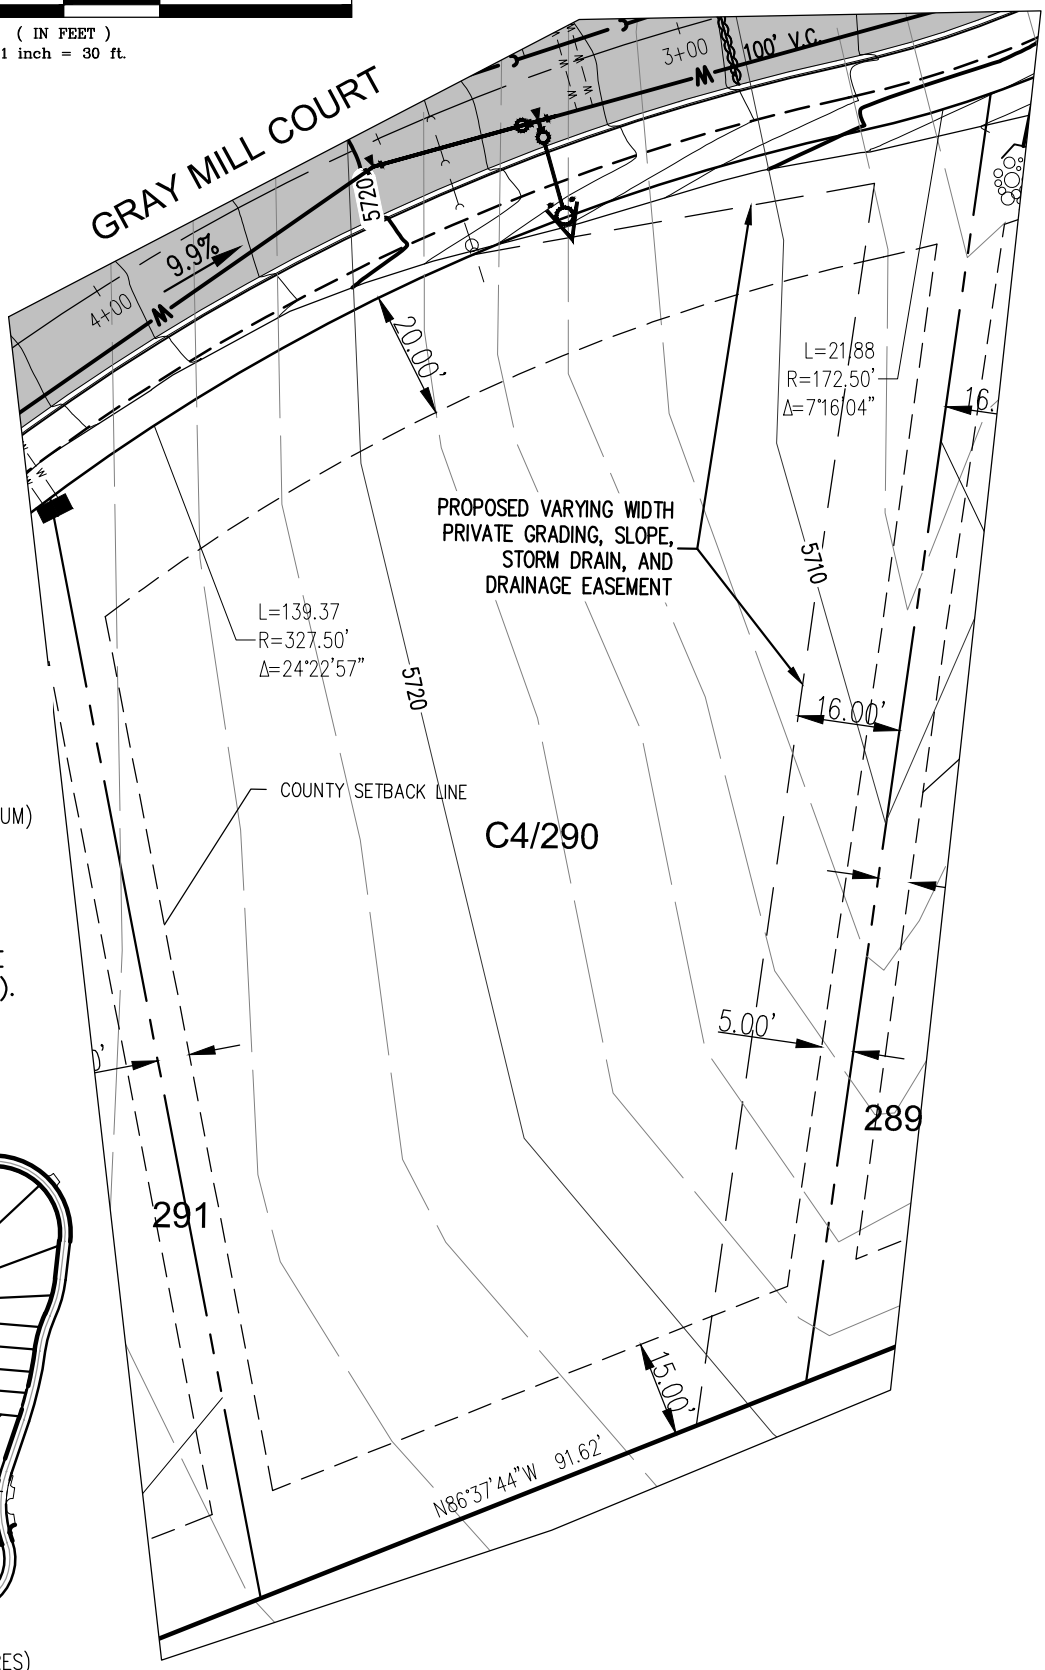 ( IN FEET )
1 inch = 30 ft.
GRAY MILL COURT
3+00
100' V.C.
W
5720
9.9%
W
4+00
W
W
W
W
W
W
20.00'
L=21.88
R=172.50'
Δ=7°16'04"
16.
PROPOSED VARYING WIDTH
PRIVATE GRADING, SLOPE,
STORM DRAIN, AND
DRAINAGE EASEMENT
5710
L=139.37
R=327.50'
Δ=24°22'57"
5720
16.00'
COUNTY SETBACK LINE
UM)
C4/290
).
5.00'
0'
289
291
15.00'
N86°37'44"W 91.62'
RES)